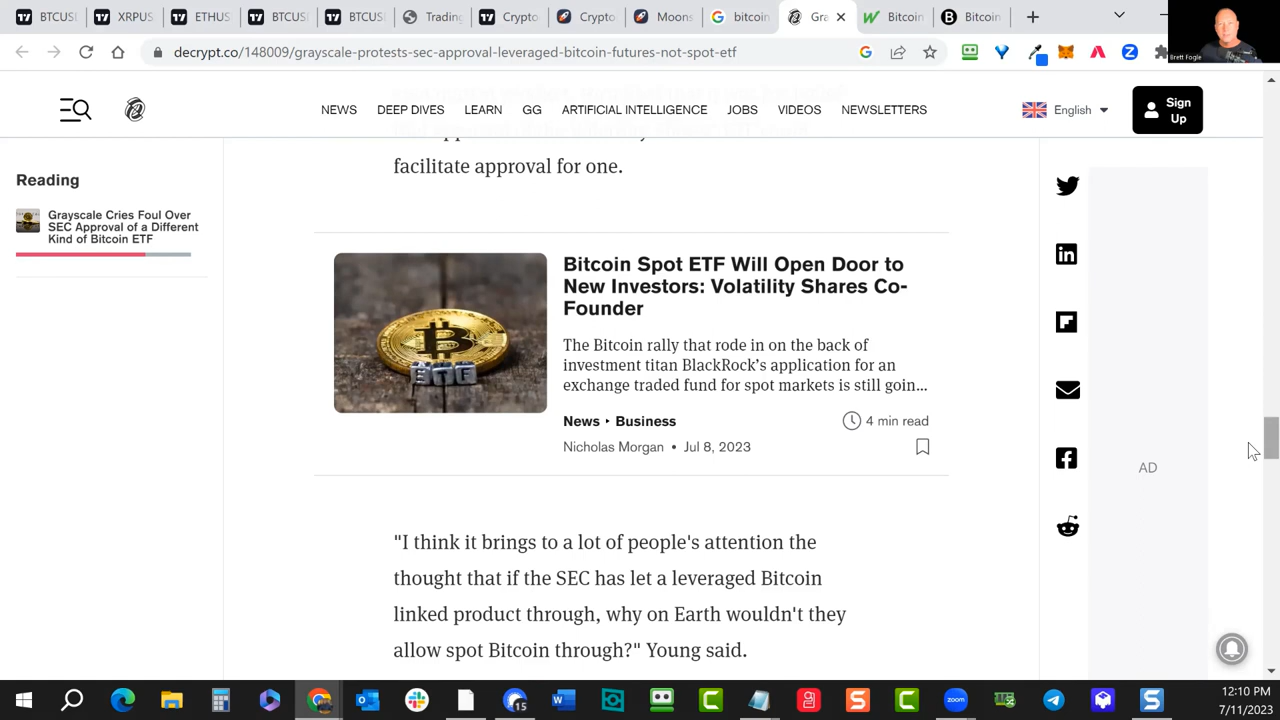 BTCUS
XRPUS
ETHUS
BTCUS
BTCUS
Trading
Crypto
Crypto
Moons
bitcoin
Gra
Bitcoin
Bitcoin
decrypt.co/148009/grayscale-protests-sec-approval-leveraged-bitcoin-futures-not-spot-etf
Brett Fogle
NEWS DEEP DIVES LEARN GG ARTIFICIAL INTELLIGENCE JOBS VIDEOS NEWSLETTERS
English
Sign
Up
facilitate approval for one.
Reading
Grayscale Cries Foul Over
SEC Approval of a Different
Kind of Bitcoin ETF
Bitcoin Spot ETF Will Open Door to
New Investors: Volatility Shares Co-
Founder
The Bitcoin rally that rode in on the back of
investment titan BlackRock’s application for an
exchange traded fund for spot markets is still goin...
News ‣ Business
4 min read
Nicholas Morgan • Jul 8, 2023
ETF
AD
"I think it brings to a lot of people's attention the
thought that if the SEC has let a leveraged Bitcoin
linked product through, why on Earth wouldn't they
allow spot Bitcoin through?" Young said.
15
12:10 PM
7/11/2023